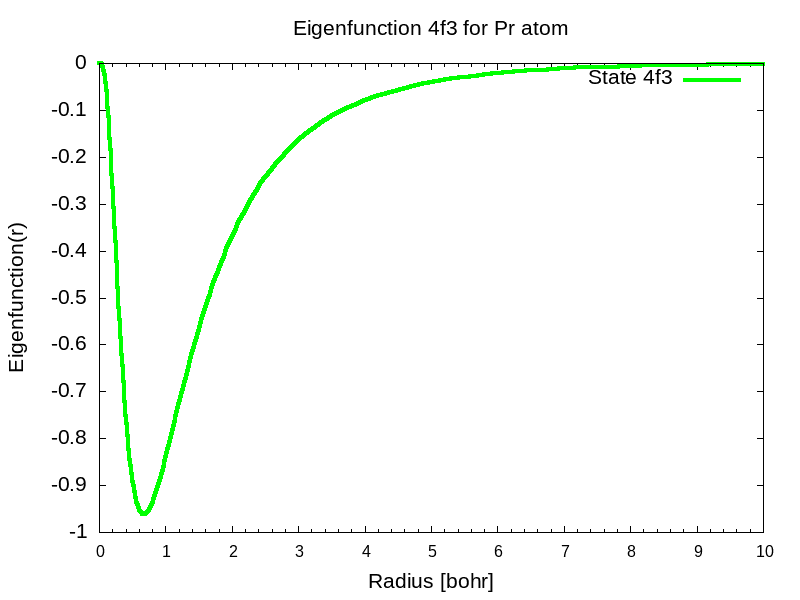 Eigenfunction 4f3 for Pr atom
State 4f3
0
-0.1
-0.2
-0.3
-0.4
-0.5
-0.6
-0.7
-0.8
-0.9
-1
Eigenfunction(r)
0 1 2 3 4 5 6 7 8 9 10
Radius [bohr]